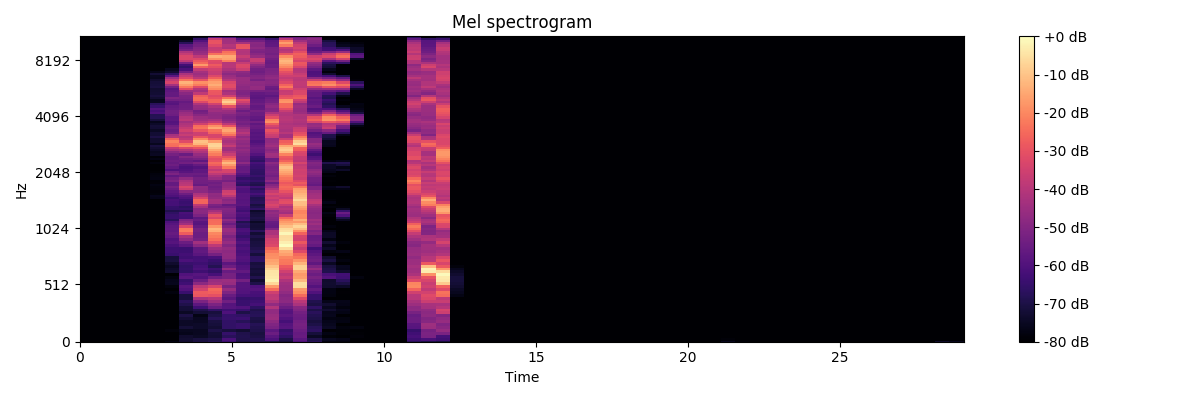 Mel spectrogram
Hz
8192
4096
2048
1024
512
0
0 5 10 15 20 25
Time
+0 dB
-10 dB
-20 dB
-30 dB
-40 dB
-50 dB
-60 dB
-70 dB
-80 dB